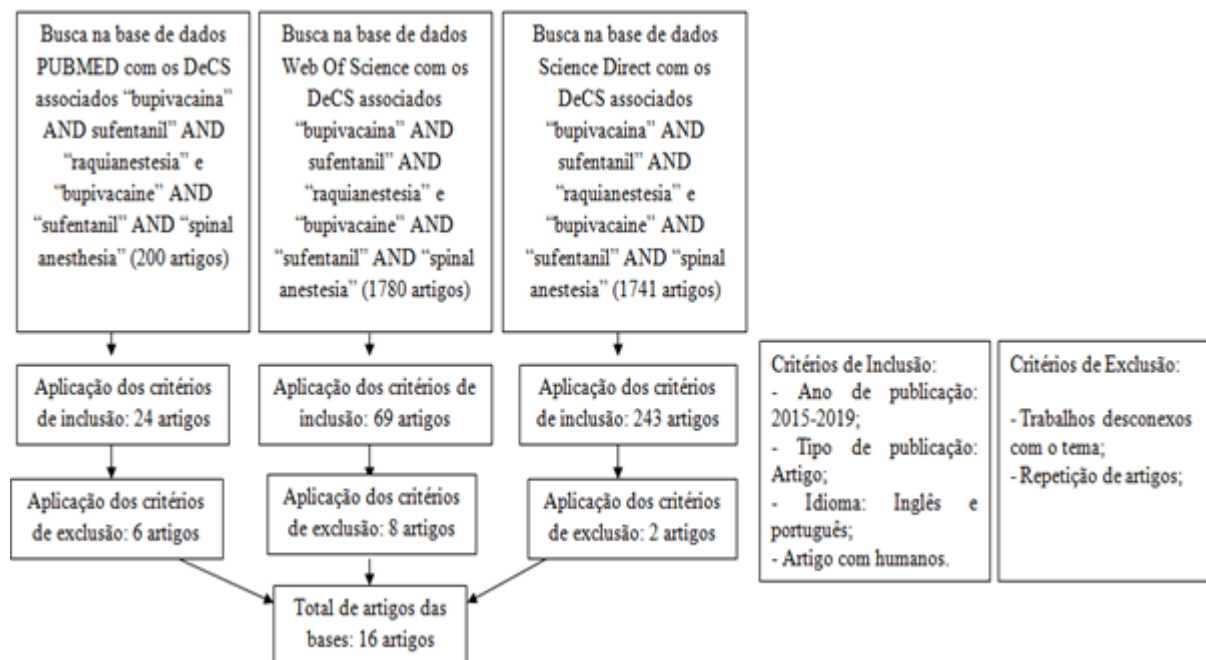 Busca na base de dados
PUBMED com os DeCS
associados “bupivacaina”
AND sufentanil” AND
“raquianestesia” e
“bupivacaine” AND
“sufentanil” AND “spinal
anesthesia” (200 artigos)
Busca na base de dados
Web Of Science com os
DeCS associados
“bupivacaina” AND
sufentanil” AND
“raquianestesia” e
“bupivacaine” AND
“sufentanil” AND “spinal
anestesia” (1780 artigos)
Busca na base de dados
Science Direct com os
DeCS associados
“bupivacaina” AND
sufentanil” AND
“raquianestesia” e
“bupivacaine” AND
“sufentanil” AND “spinal
anestesia” (1741 artigos)
Aplicação dos critérios
de inclusão: 24 artigos
Aplicação dos critérios de
inclusão: 69 artigos
Aplicação dos critérios
de inclusão: 243 artigos
Aplicação dos critérios
de exclusão: 6 artigos
Aplicação dos critérios
de exclusão: 8 artigos
Aplicação dos critérios
de exclusão: 2 artigos
Total de artigos das
bases: 16 artigos
Critérios de Inclusão:
- Ano de publicação:
2015-2019;
- Tipo de publicação:
Artigo;
- Idioma: Inglês e
português;
- Artigo com humanos.
Critérios de Exclusão:
- Trabalhos desconexos
com o tema;
- Repetição de artigos;